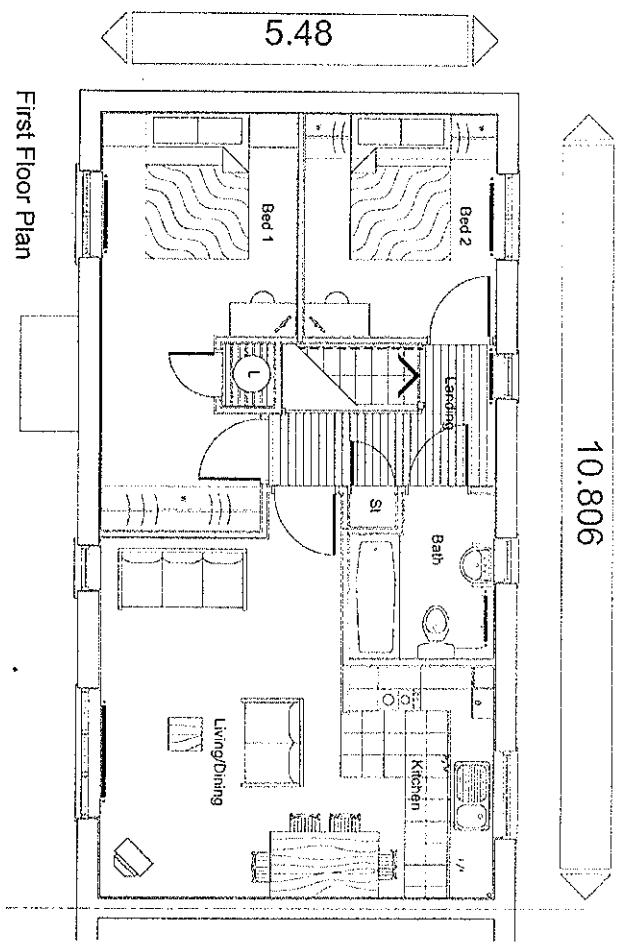 5.48
10.806
First Floor Plan
Bed 1
Bed 2
L
Landing
St
Bath
Living/Dining
Kitchen